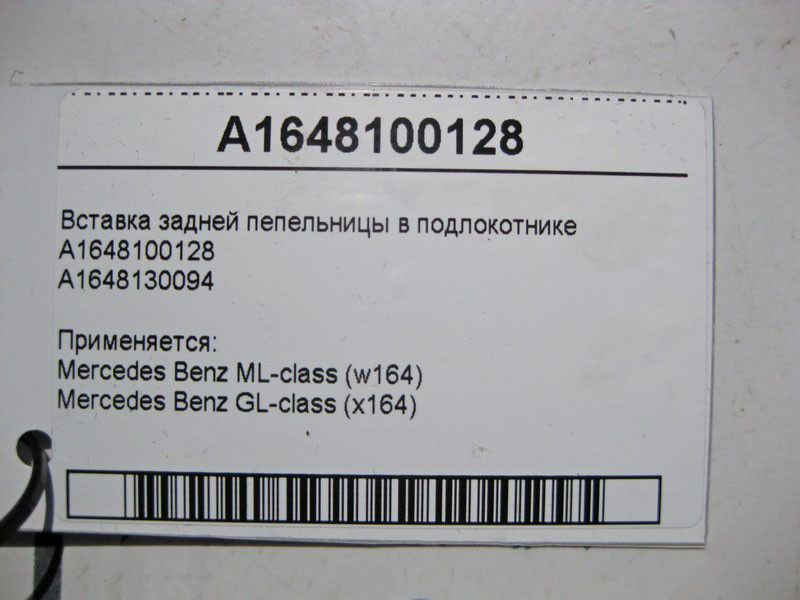 A1648100128
Вставка задней пепельницы в подлокотнике
A1648100128
A1648130094
Применяется:
Mercedes Benz ML-class (w164)
Mercedes Benz GL-class (x164)